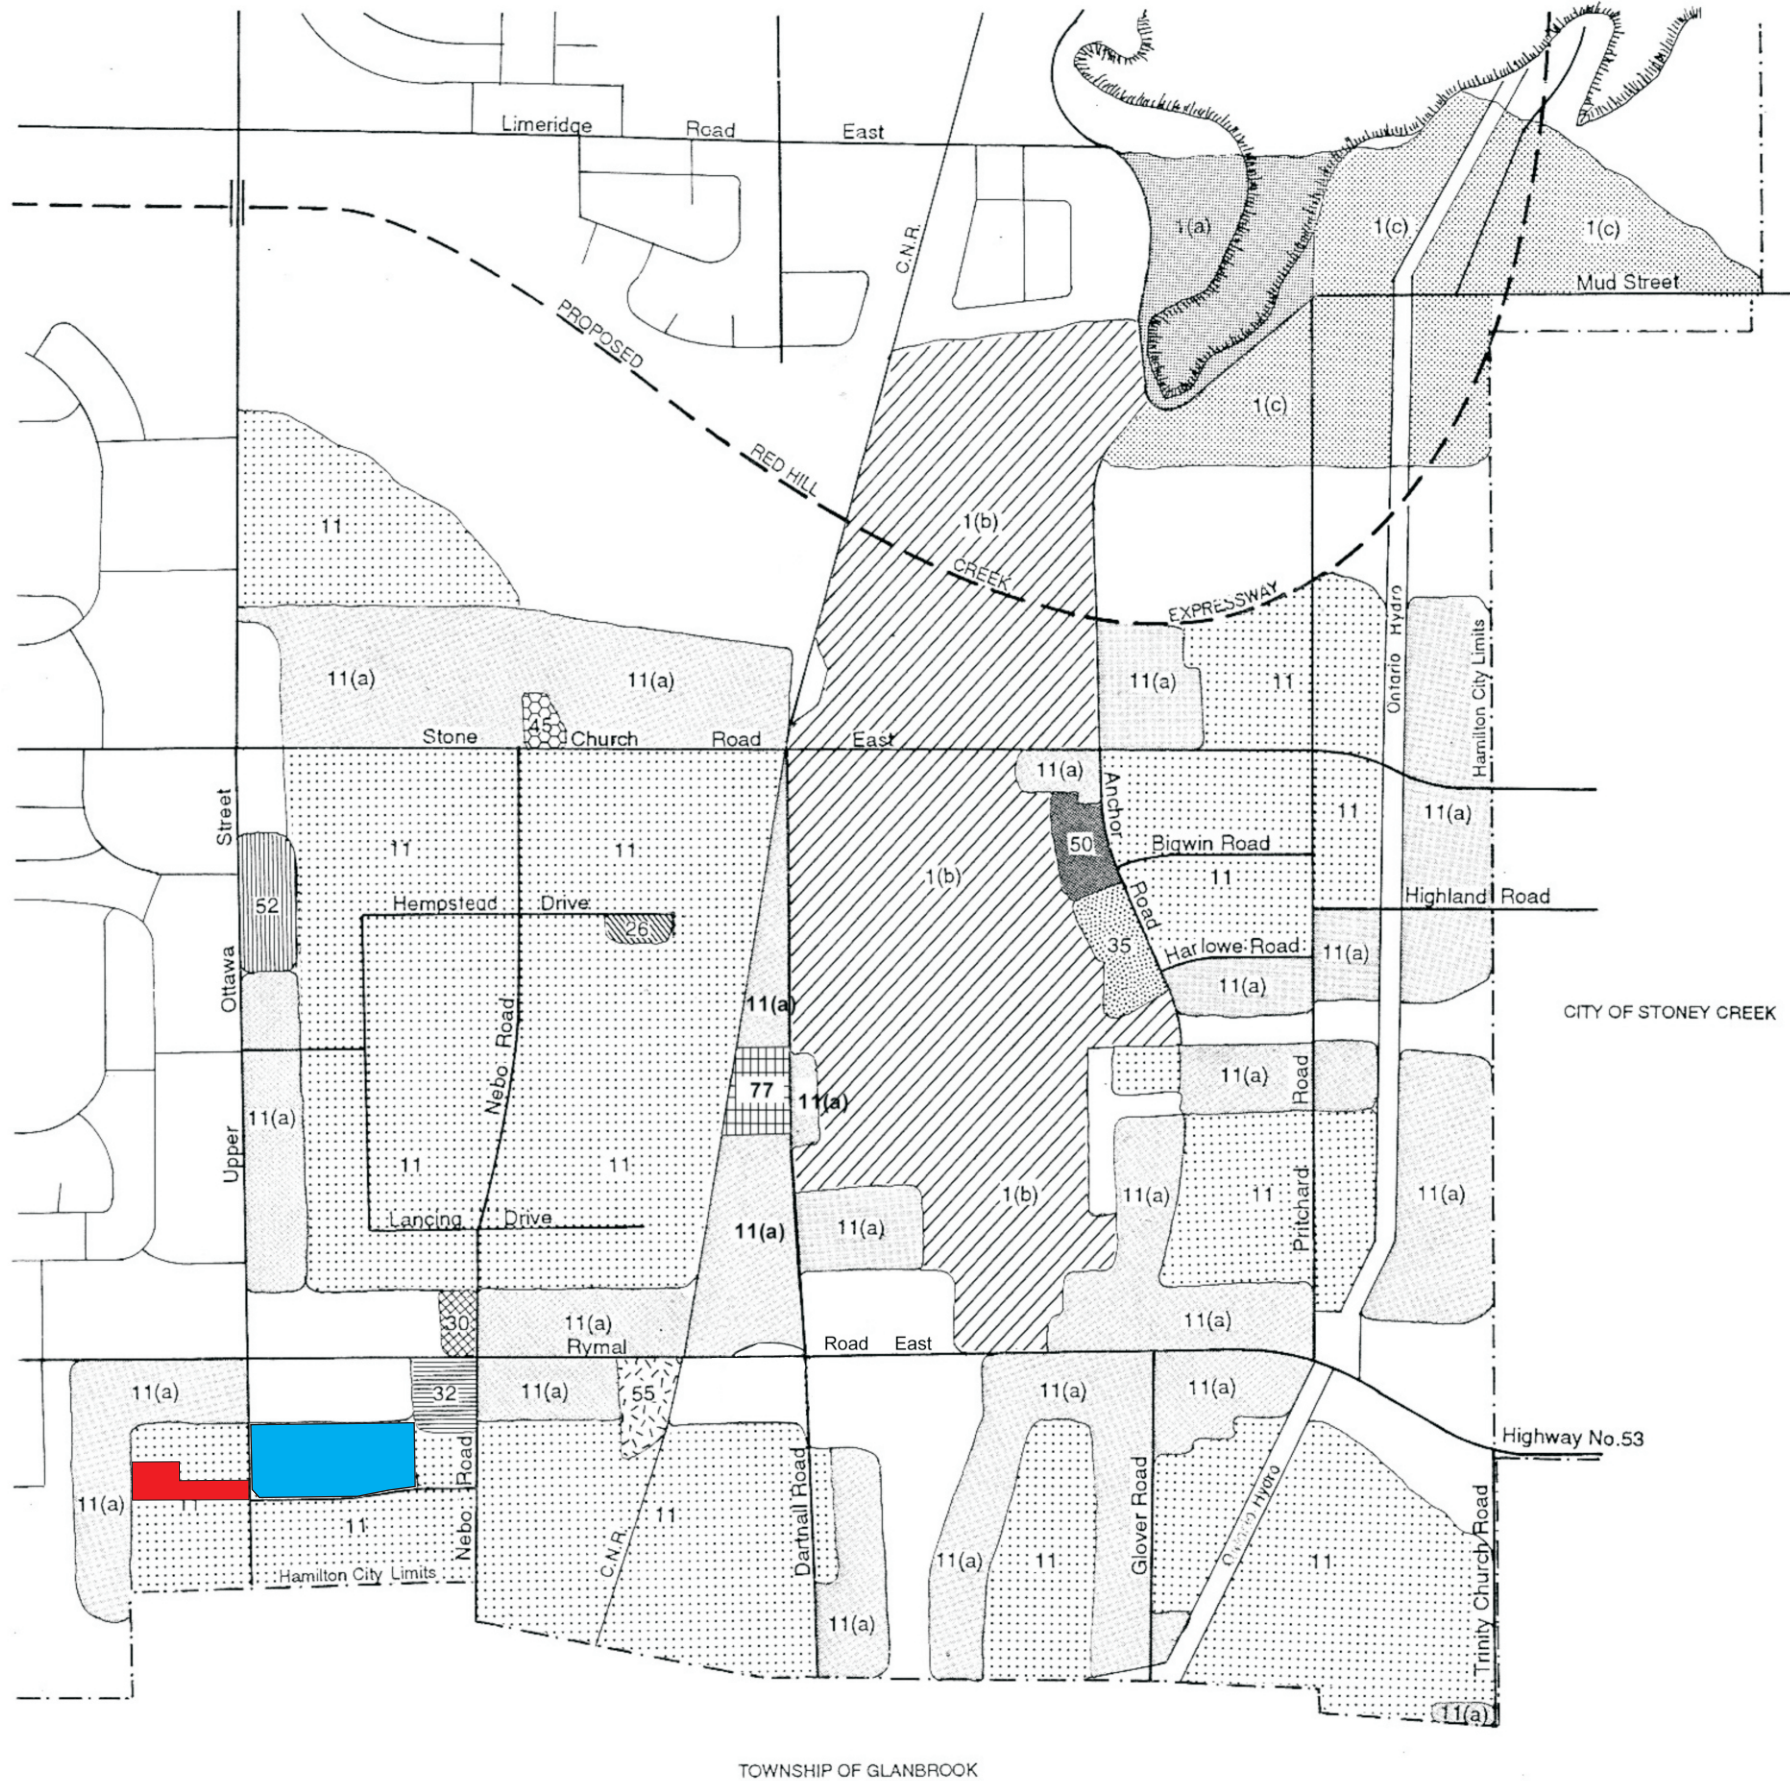 Limeridge Road East
C.N.R.
1(a)
1(c)
1(c)
Mud Street
PROPOSED
1(c)
RED HILL
11
1(b)
CREEK
EXPRESSWAY
Ontario Hydro
Hamilton City Limits
11(a)
11(a)
11(a)
11
45
Stone Church Road East
11(a)
Anchor Road
Upper Ottawa Street
11
11
50
Bigwin Road
11
11(a)
1(b)
11
52
Hempstead Drive
26
Highland Road
35
Harlowe Road
11(a)
11(a)
11(a)
CITY OF STONEY CREEK
Nebo Road
77
11(a)
11(a)
Pritchard Road
11(a)
11
11
1(b)
11(a)
11
11(a)
Lancing Drive
11(a)
11(a)
30
11(a)
11(a)
Rymal Road East
11(a)
32
11(a)
55
11(a)
11(a)
Highway No.53
Nebo Road
11(a)
11
11
11
C.N.R.
Dartnall Road
11(a)
11
Glover Road
Ontario Hydro
11
Trinity Church Road
Hamilton City Limits
11(a)
11(a)
TOWNSHIP OF GLANBROOK